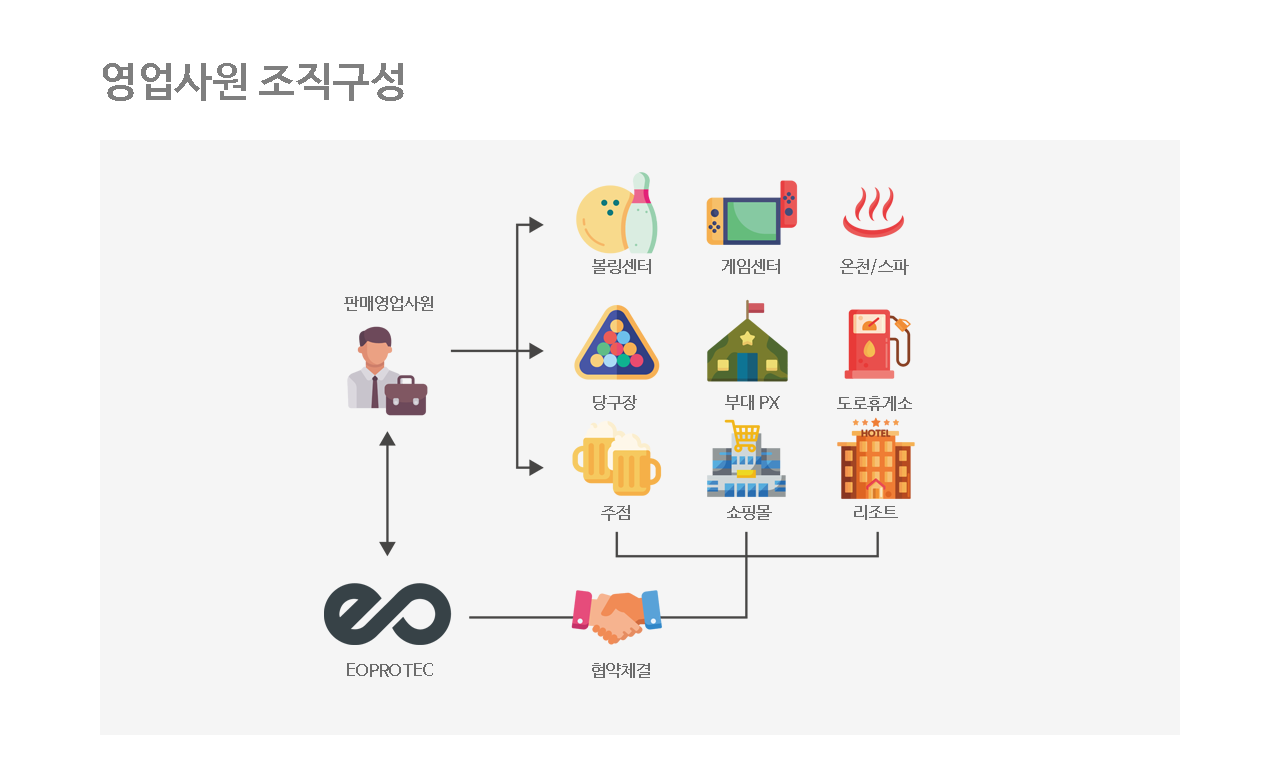 영업사원 조직구성
볼링센터
게임센터
온천/스파
판매영업사원
당구장
부대 PX
도로휴게소
HOTEL
주점
쇼핑몰
리조트
eo
EOPROTEC
협약체결